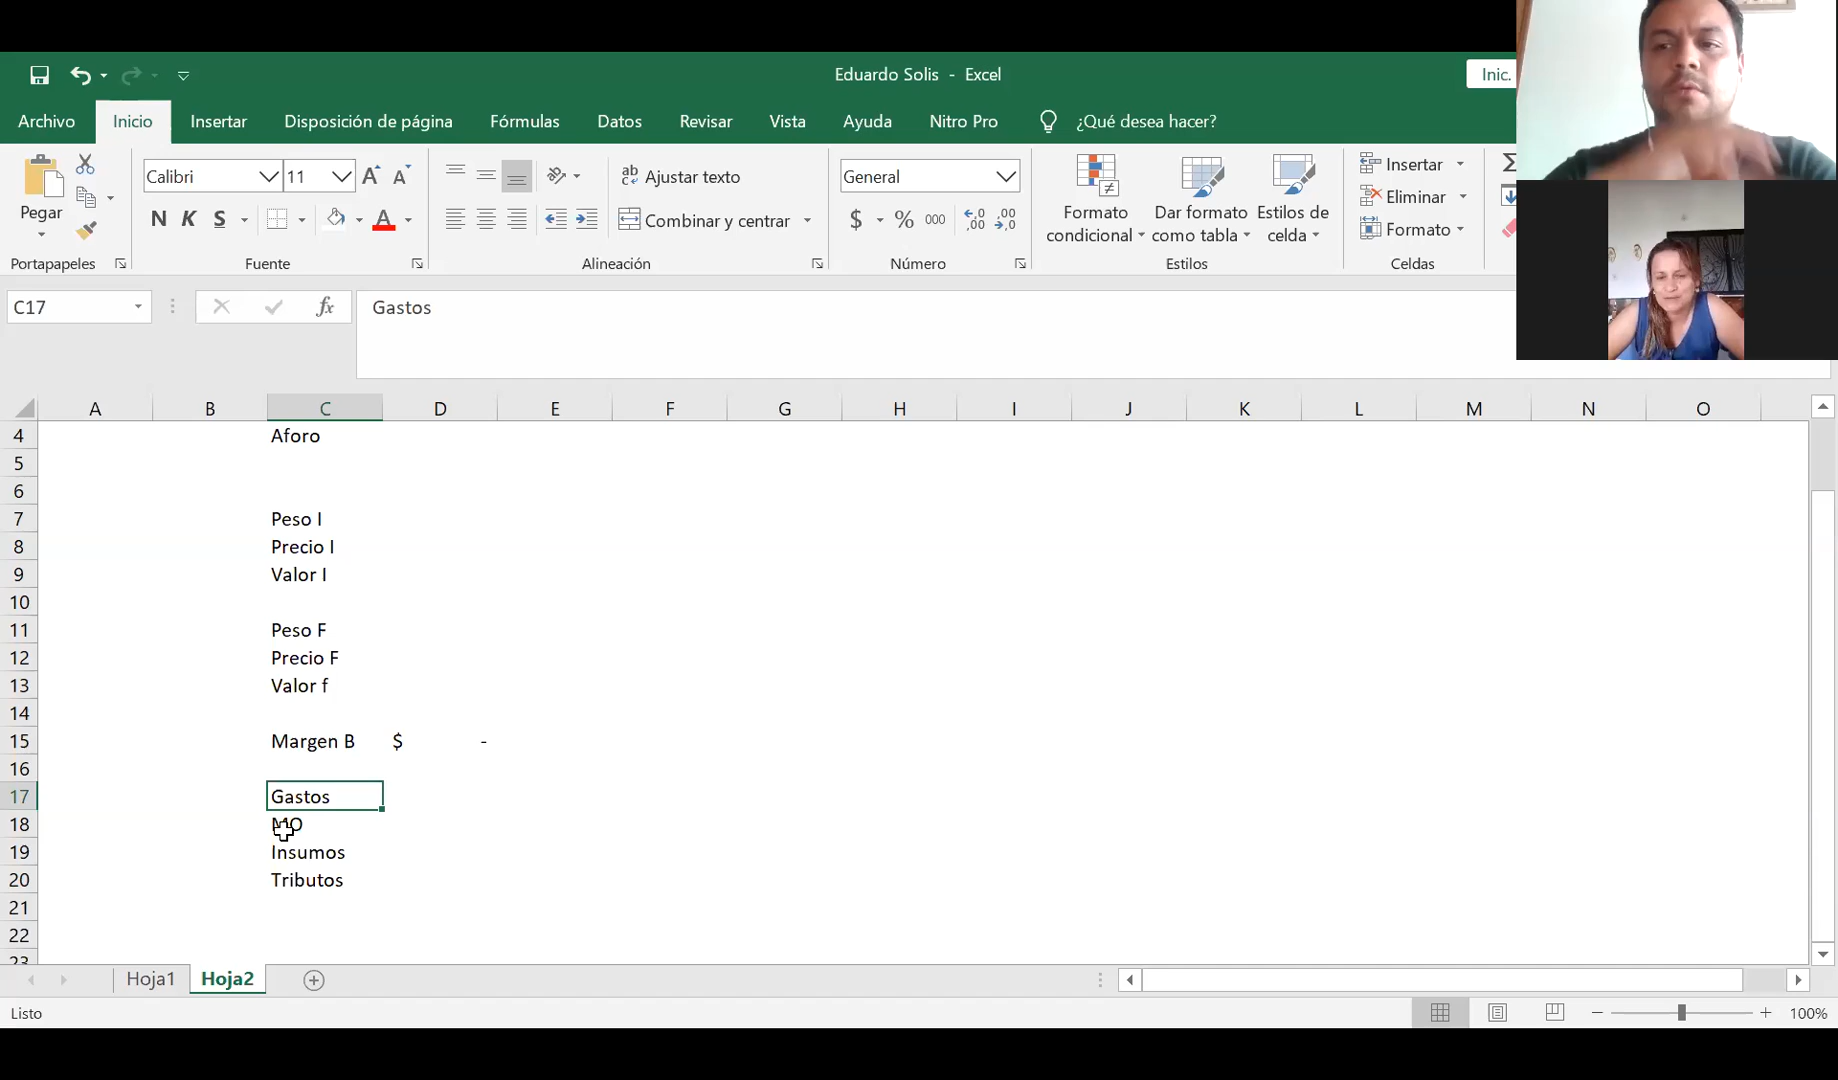 Eduardo Solis - Excel
Inic.
Archivo
Inicio
Insertar
Disposición de página
Fórmulas
Datos
Revisar
Vista
Ayuda
Nitro Pro
¿Qué desea hacer?
Pegar
Portapapeles
Calibri
11
N K S
Fuente
Ajustar texto
Combinar y centrar
Alineación
General
$ % 000
Número
Formato condicional
Dar formato como tabla
Estilos de celda
Estilos
Insertar
Eliminar
Formato
Celdas
C17
fx
Gastos
A B C D E F G H I J K L M N O
4 Aforo
5
6
7 Peso I
8 Precio I
9 Valor I
10
11 Peso F
12 Precio F
13 Valor f
14
15 Margen B $ -
16
17 Gastos
18 MO
19 Insumos
20 Tributos
21
22
23
Hoja1
Hoja2
Listo
100%